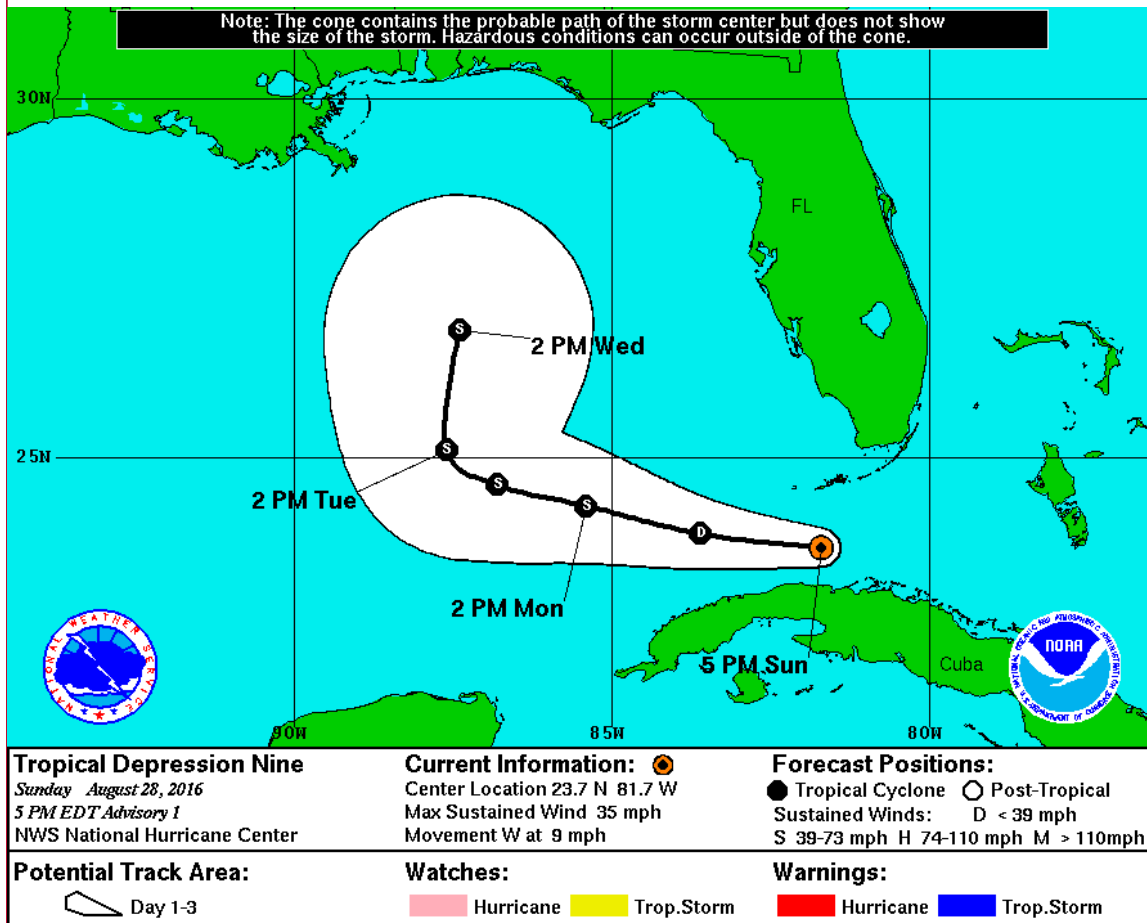 Note: The cone contains the probable path of the storm center but does not show
the size of the storm. Hazardous conditions can occur outside of the cone.
30N
FL
S
2 PM Wed
25N
S
2 PM Tue
S
S
D
2 PM Mon
5 PM Sun
Cuba
NATIONAL WEATHER SERVICE
NOAA
90W
85W
80W
Tropical Depression Nine
Sunday August 28, 2016
5 PM EDT Advisory 1
NWS National Hurricane Center
Current Information:
Center Location 23.7 N 81.7 W
Max Sustained Wind 35 mph
Movement W at 9 mph
Forecast Positions:
Tropical Cyclone Post-Tropical
Sustained Winds: D < 39 mph
S 39-73 mph H 74-110 mph M > 110mph
Potential Track Area:
Day 1-3
Watches:
Hurricane Trop.Storm
Warnings:
Hurricane Trop.Storm